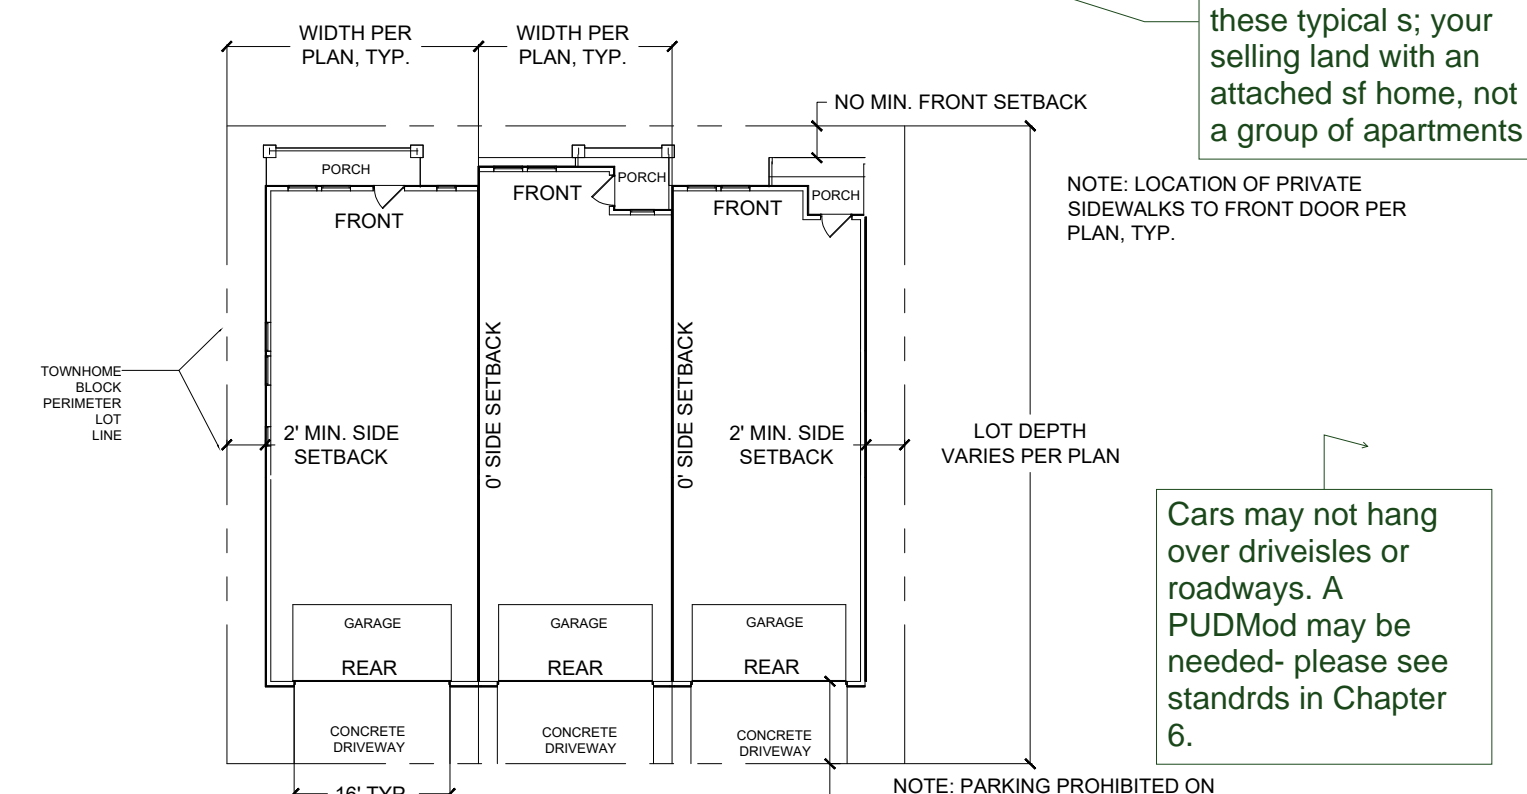 these typical s; your
selling land with an
attached sf home, not
a group of apartments
WIDTH PER
PLAN, TYP.
WIDTH PER
PLAN, TYP.
NO MIN. FRONT SETBACK
NOTE: LOCATION OF PRIVATE
SIDEWALKS TO FRONT DOOR PER
PLAN, TYP.
PORCH
FRONT
PORCH
FRONT
PORCH
FRONT
TOWNHOME
BLOCK
PERIMETER
LOT
LINE
2' MIN. SIDE
SETBACK
0' SIDE SETBACK
0' SIDE SETBACK
2' MIN. SIDE
SETBACK
LOT DEPTH
VARIES PER PLAN
Cars may not hang
over driveisles or
roadways. A
PUDMod may be
needed- please see
standrds in Chapter
6.
GARAGE
REAR
GARAGE
REAR
GARAGE
REAR
CONCRETE
DRIVEWAY
CONCRETE
DRIVEWAY
CONCRETE
DRIVEWAY
16' TYP.
NOTE: PARKING PROHIBITED ON